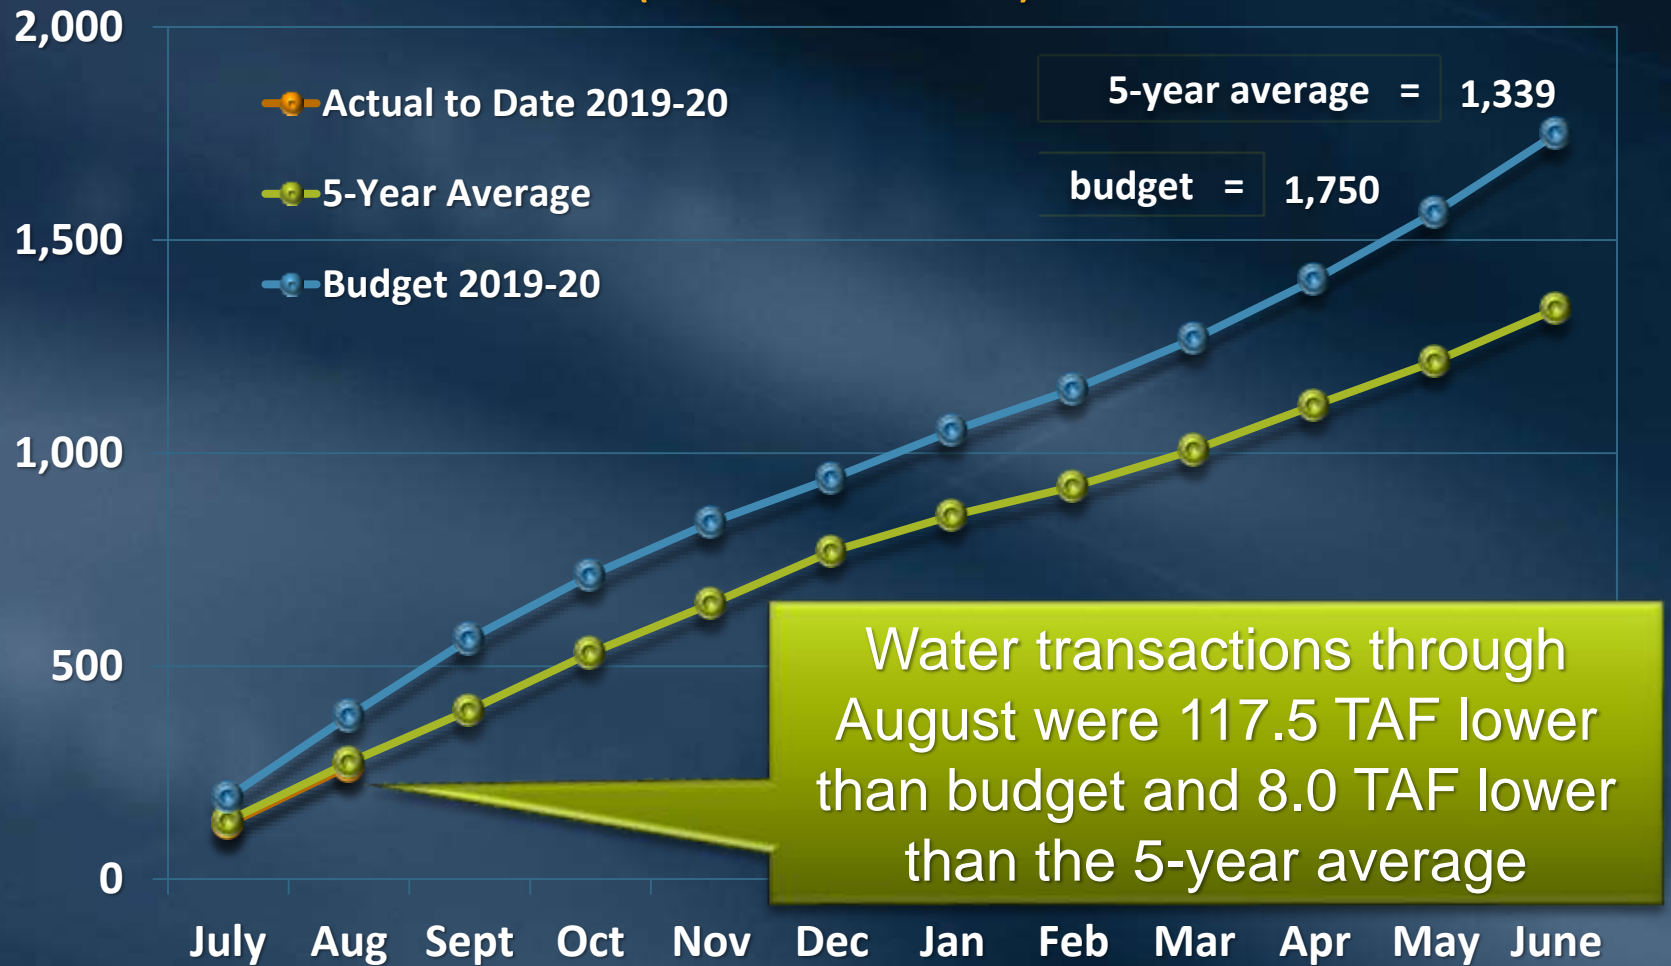 2,000
1,500
1,000
500
0
Actual to Date 2019-20
5-Year Average
Budget 2019-20
5-year average = 1,339
budget = 1,750
Water transactions through
August were 117.5 TAF lower
than budget and 8.0 TAF lower
than the 5-year average
July Aug Sept Oct Nov Dec Jan Feb Mar Apr May June